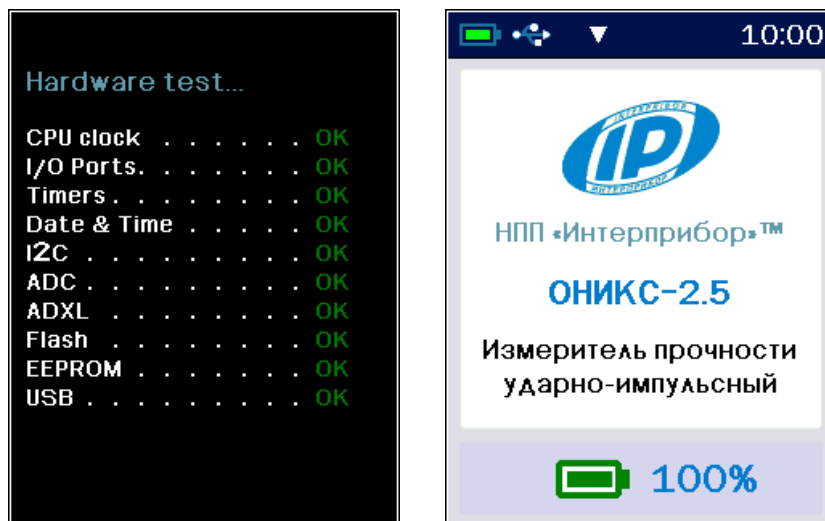 Hardware test...
CPU clock . . . . . . OK
I/O Ports. . . . . . . OK
Timers . . . . . . . . OK
Date & Time . . . . . OK
I2C . . . . . . . . . OK
ADC . . . . . . . . . OK
ADXL . . . . . . . . OK
Flash . . . . . . . . OK
EEPROM . . . . . . . OK
USB . . . . . . . . . OK
10:00
INTERPRIBOR
IP
ИНТЕРПРИБОР
НПП «Интерприбор»™
ОНИКС-2.5
Измеритель прочности
ударно-импульсный
100%